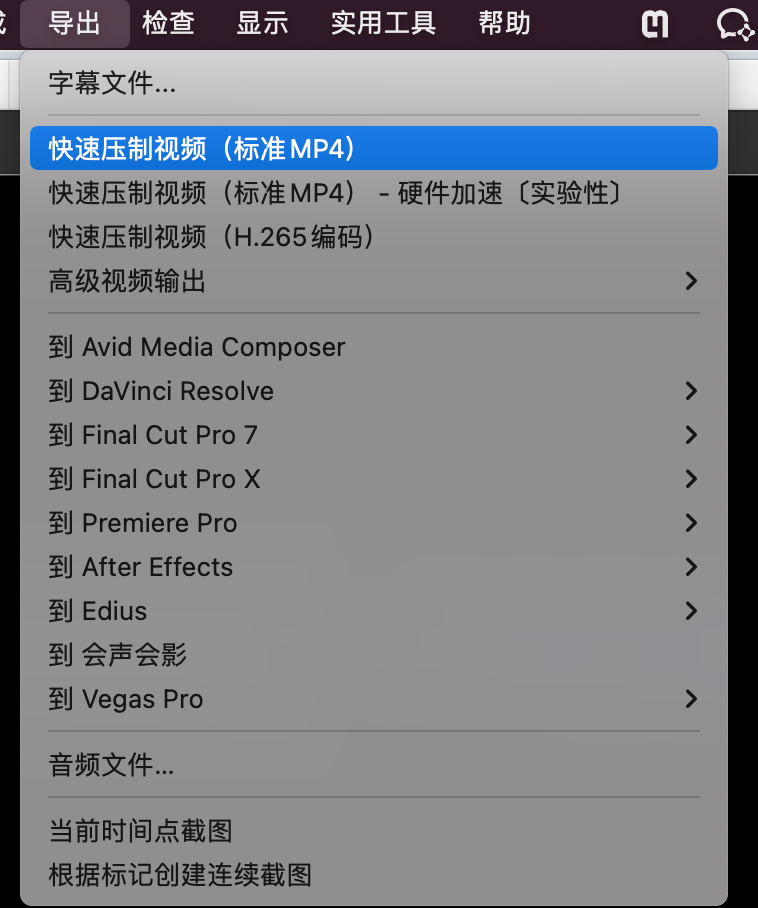 导出 检查 显示 实用工具 帮助
字幕文件...
快速压制视频（标准MP4）
快速压制视频（标准MP4） - 硬件加速〔实验性〕
快速压制视频（H.265编码）
高级视频输出
到 Avid Media Composer
到 DaVinci Resolve
到 Final Cut Pro 7
到 Final Cut Pro X
到 Premiere Pro
到 After Effects
到 Edius
到 会声会影
到 Vegas Pro
音频文件...
当前时间点截图
根据标记创建连续截图